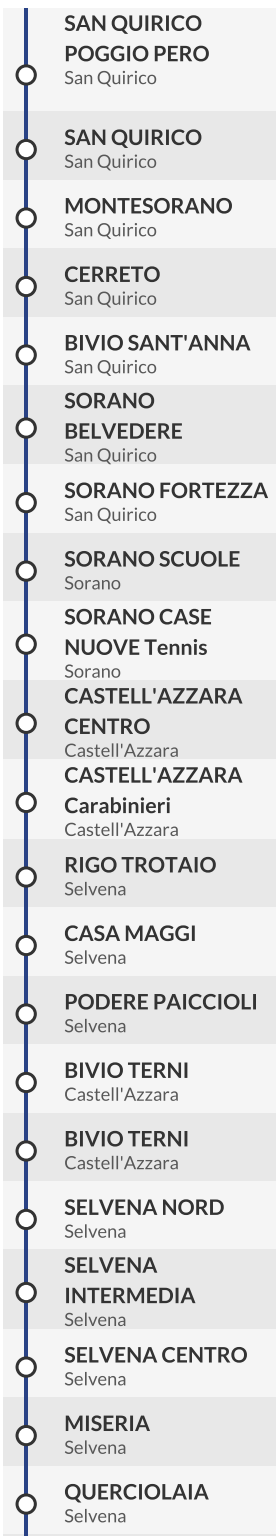 SAN QUIRICO
POGGIO PERO
San Quirico
SAN QUIRICO
San Quirico
MONTESORANO
San Quirico
CERRETO
San Quirico
BIVIO SANT'ANNA
San Quirico
SORANO
BELVEDERE
San Quirico
SORANO FORTEZZA
San Quirico
SORANO SCUOLE
Sorano
SORANO CASE
NUOVE Tennis
Sorano
CASTELL'AZZARA
CENTRO
Castell'Azzara
CASTELL'AZZARA
Carabinieri
Castell'Azzara
RIGO TROTAIO
Selvena
CASA MAGGI
Selvena
PODERE PAICCIOLI
Selvena
BIVIO TERNI
Castell'Azzara
BIVIO TERNI
Castell'Azzara
SELVENA NORD
Selvena
SELVENA
INTERMEDIA
Selvena
SELVENA CENTRO
Selvena
MISERIA
Selvena
QUERCIOLAIA
Selvena